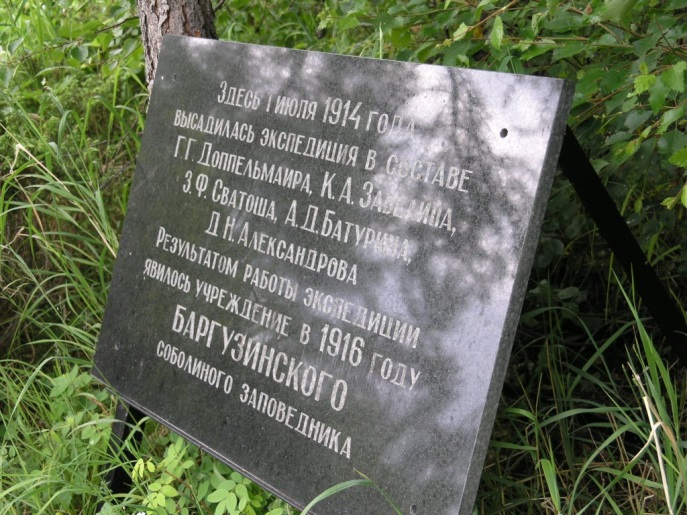 Здесь 1 июля 1914 года
высадилась экспедиция в составе
Г.Г. Доппельмаира, К.А. Забелина,
З.Ф. Сватоша, А.Д. Батурина,
Д.Н. Александрова
Результатом работы экспедиции
явилось учреждение в 1916 году
БАРГУЗИНСКОГО
соболиного заповедника